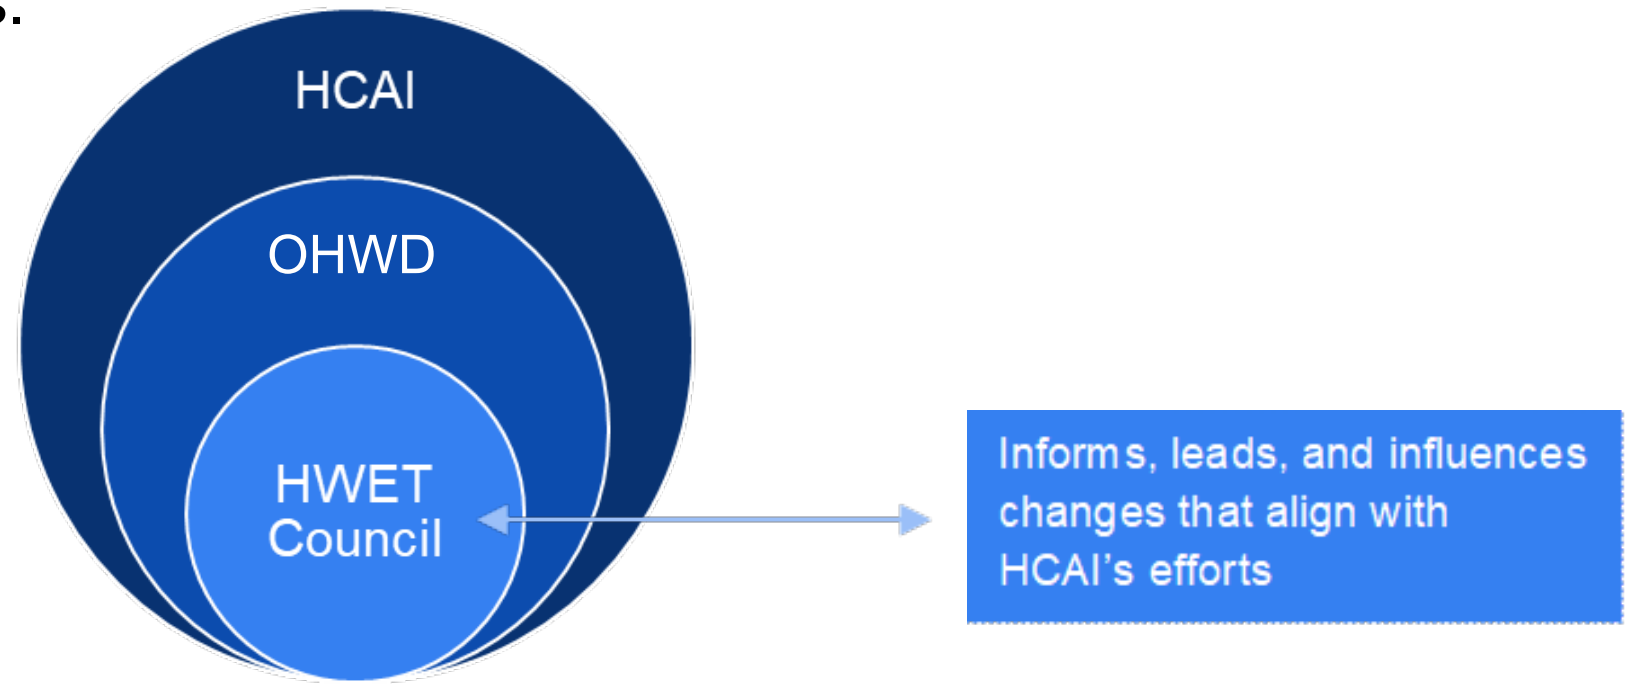 HCAI
OHWD
HWET
Council
Informs, leads, and influences
changes that align with
HCAI's efforts